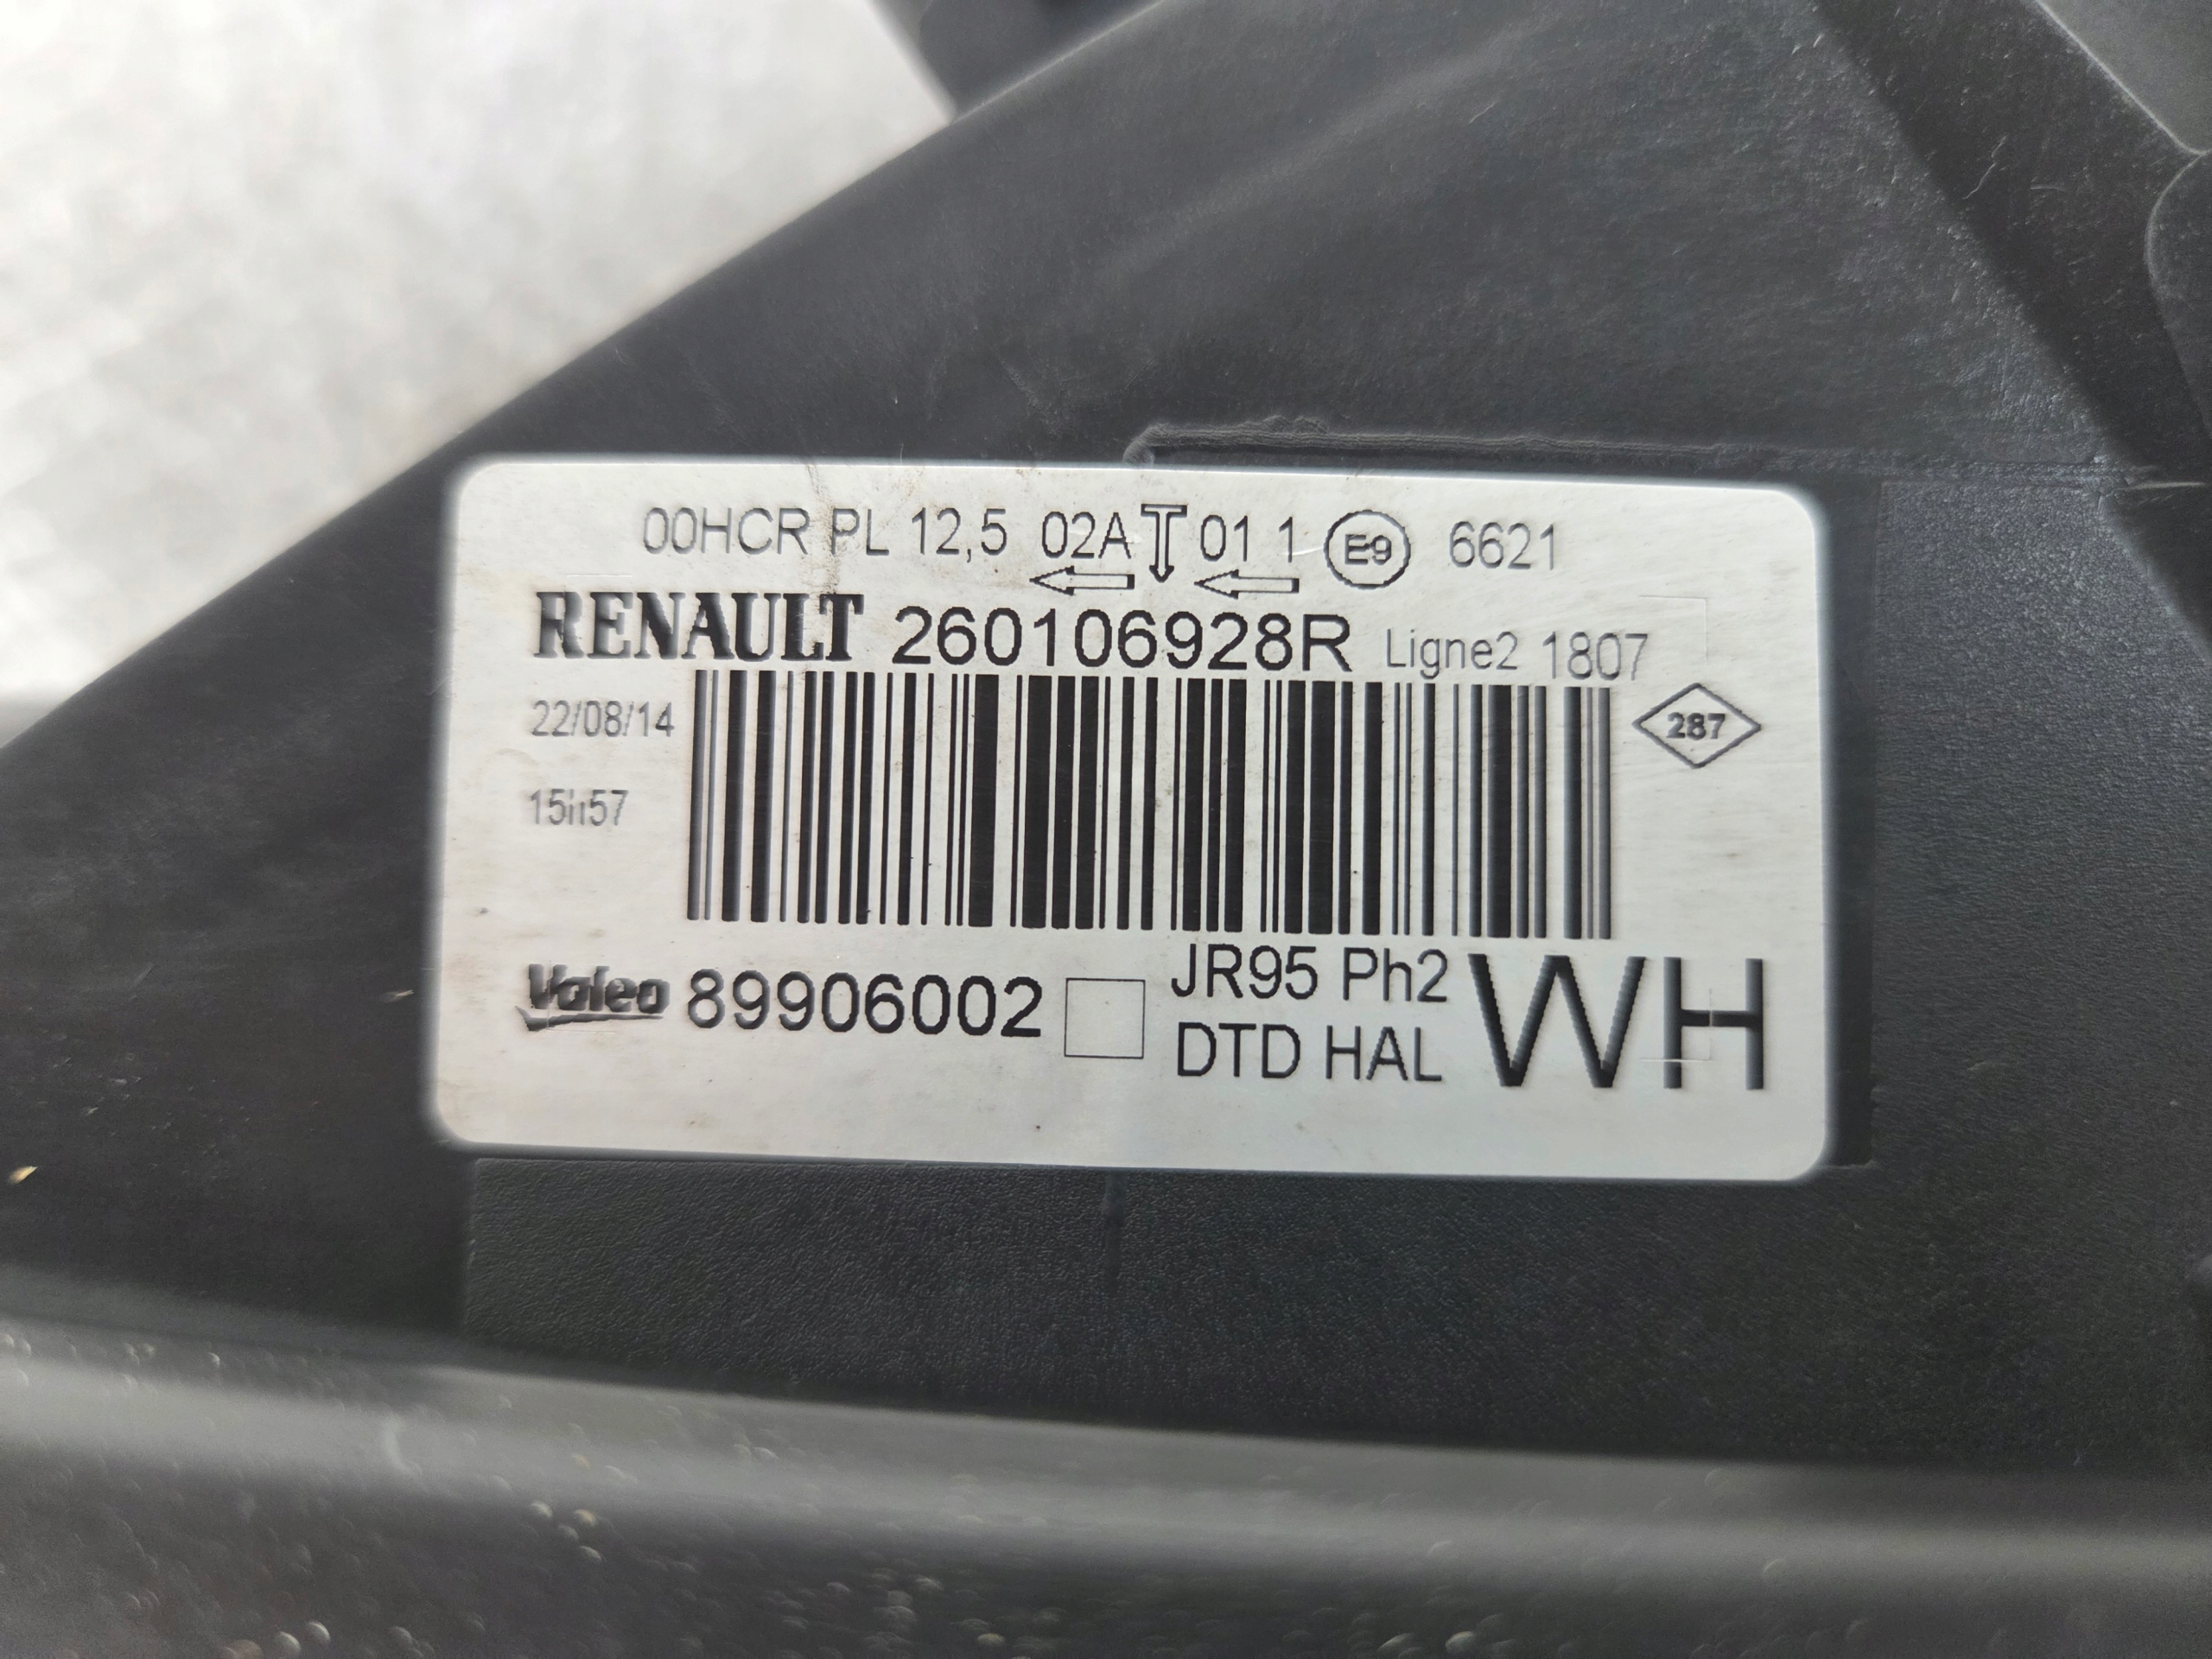 00HCR PL 12,5 02A 01 1 E9 6621
RENAULT 260106928R Ligne2 1807
22/08/14
287
15h57
Valeo 89906002 JR95 Ph2 WH
DTD HAL